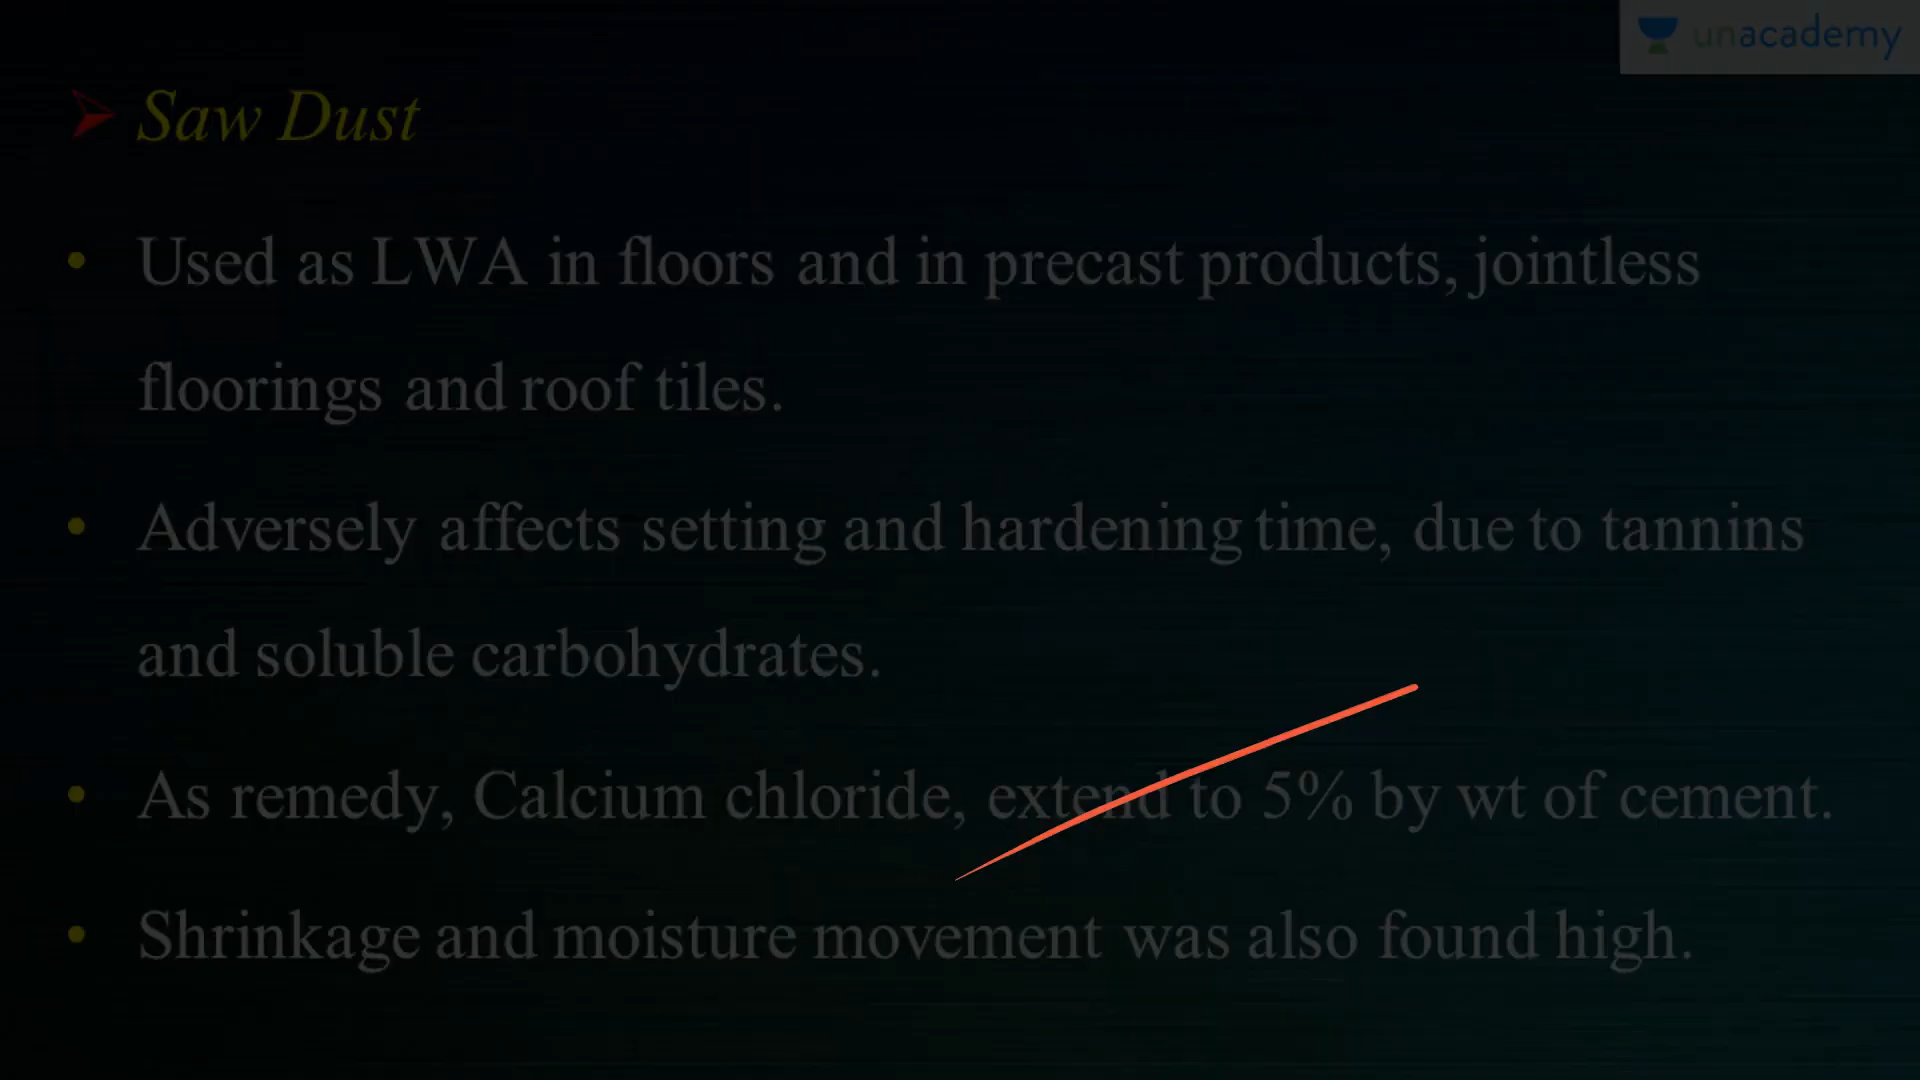 unacademy
Saw Dust
• Used as LWA in floors and in precast products, jointless
floorings and roof tiles.
• Adversely affects setting and hardening time, due to tannins
and soluble carbohydrates.
• As remedy, Calcium chloride, extend to 5% by wt of cement.
• Shrinkage and moisture movement was also found high.